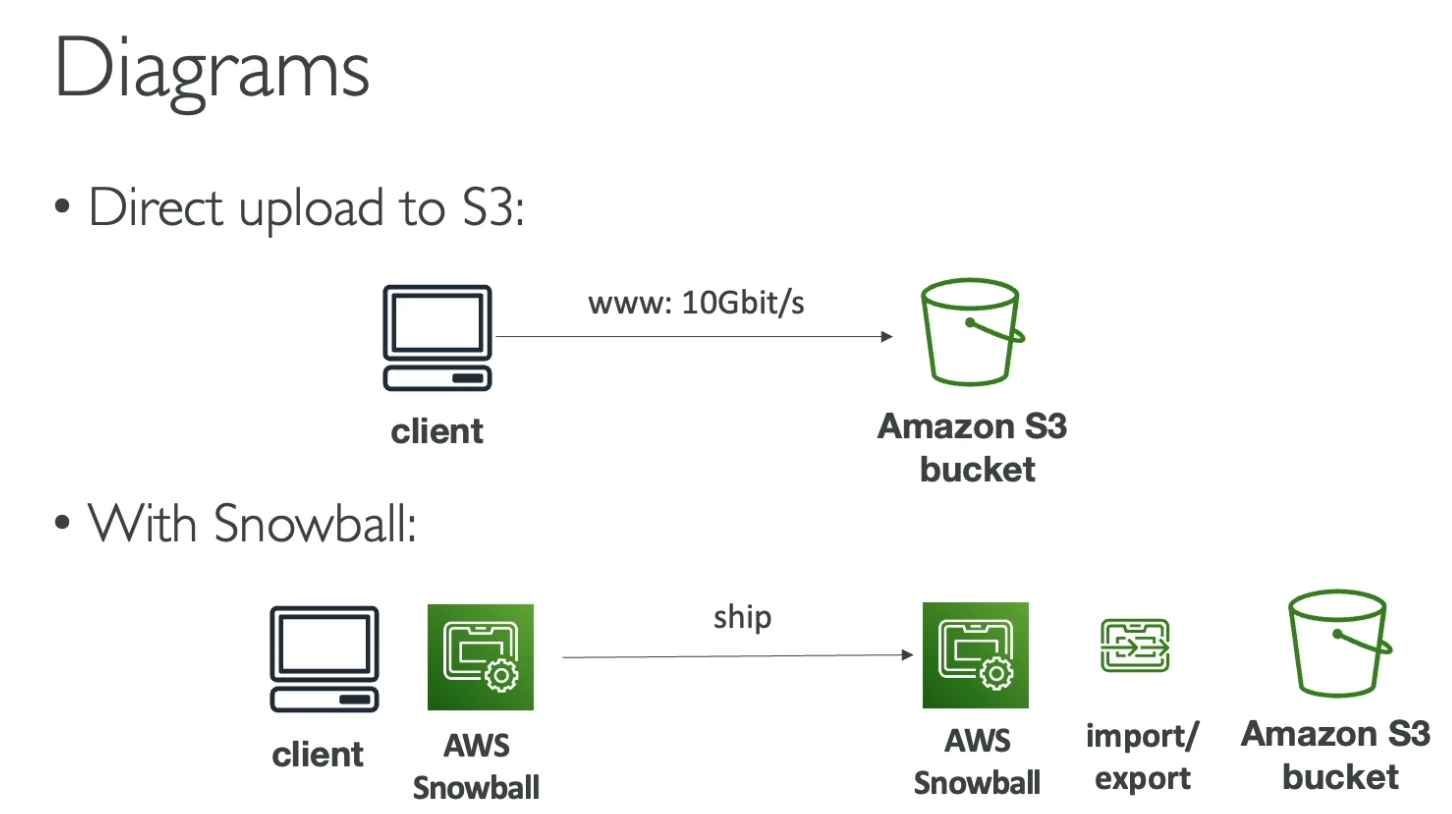 Diagrams
• Direct upload to S3:
www: 10Gbit/s
client
Amazon S3
bucket
• With Snowball:
ship
client
AWS
Snowball
AWS
Snowball
import/
export
Amazon S3
bucket